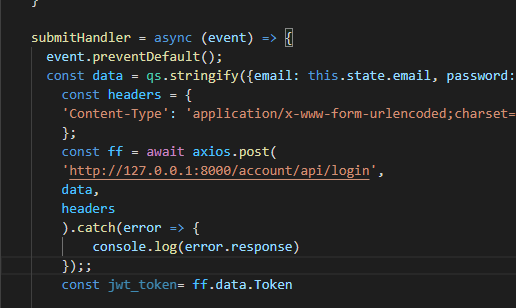 }
submitHandler = async (event) => {
event.preventDefault();
const data = qs.stringify({email: this.state.email, password:
const headers = {
'Content-Type': 'application/x-www-form-urlencoded;charset=
};
const ff = await axios.post(
'http://127.0.0.1:8000/account/api/login',
data,
headers
).catch(error => {
console.log(error.response)
});;
const jwt_token= ff.data.Token